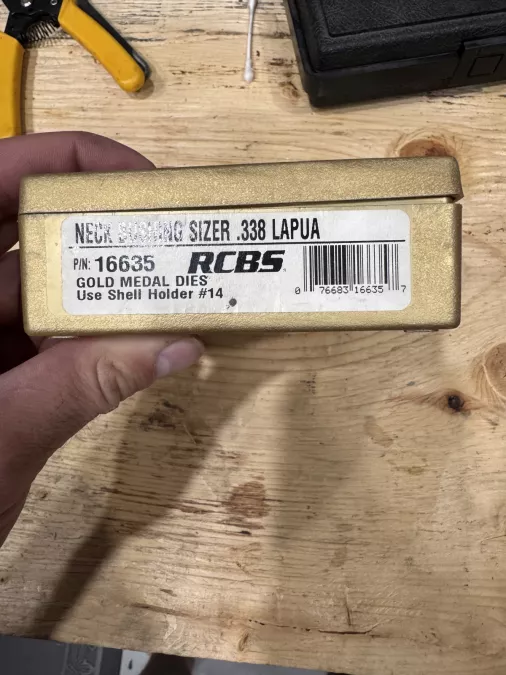 NECK BUSHING SIZER .338 LAPUA
P/N: 16635 RCBS
GOLD MEDAL DIES
Use Shell Holder #14
0 76683 16635 7